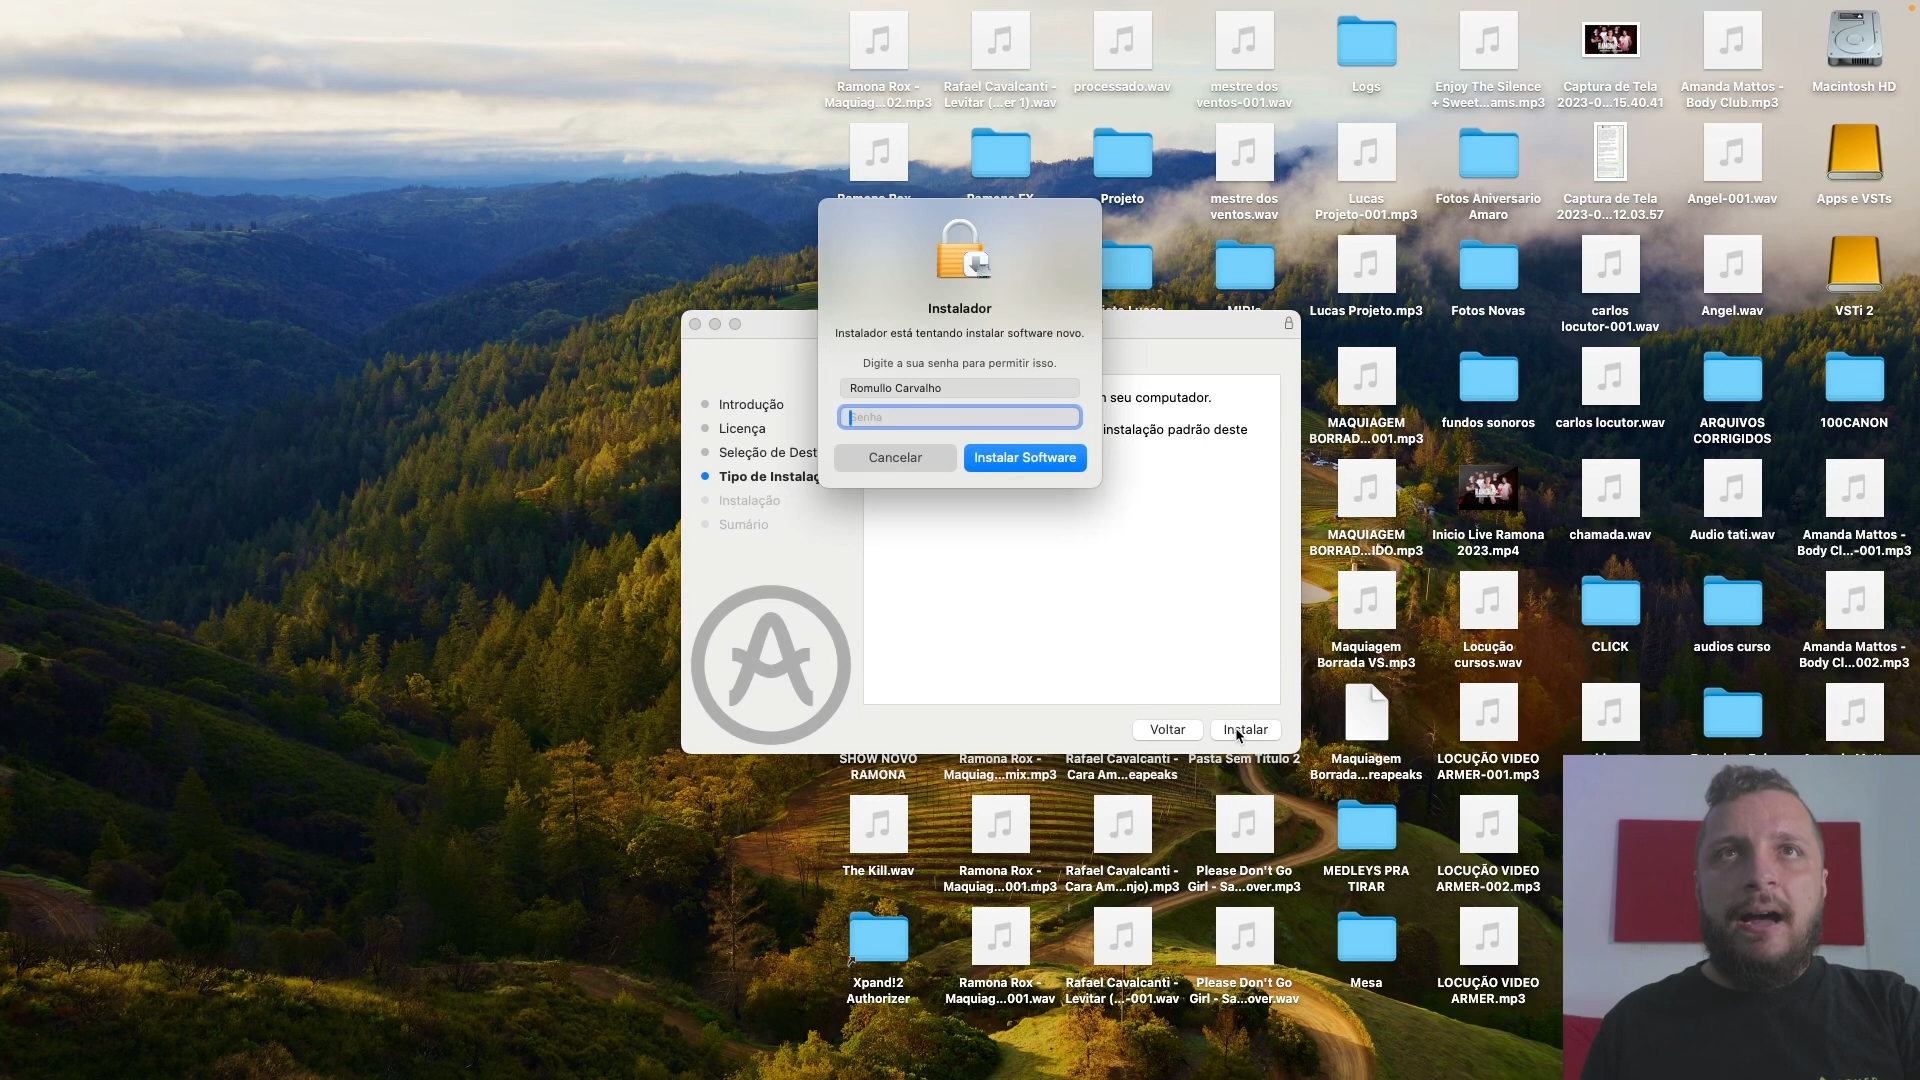 Ramona Rox -
Maquiag...02.mp3
Rafael Cavalcanti -
Levitar (...er 1).wav
processado.wav
mestre dos
ventos-001.wav
Logs
Enjoy The Silence
+ Sweet...ams.mp3
Captura de Tela
2023-0...15.40.41
Amanda Mattos -
Body Club.mp3
Macintosh HD
Projeto
mestre dos
ventos.wav
Lucas
Projeto-001.mp3
Fotos Aniversario
Amaro
Captura de Tela
2023-0...12.03.57
Angel-001.wav
Apps e VSTs
Lucas Projeto.mp3
Fotos Novas
carlos
locutor-001.wav
Angel.wav
VSTi 2
Instalador
Instalador está tentando instalar software novo.
Digite a sua senha para permitir isso.
Romullo Carvalho
Senha
Cancelar
Instalar Software
Introdução
Licença
Seleção de Dest
Tipo de Instalaç
Instalação
Sumário
seu computador.
instalação padrão deste
Voltar
Instalar
MAQUIAGEM
BORRAD...001.mp3
fundos sonoros
carlos locutor.wav
ARQUIVOS
CORRIGIDOS
100CANON
MAQUIAGEM
BORRAD...IDO.mp3
Inicio Live Ramona
2023.mp4
chamada.wav
Audio tati.wav
Amanda Mattos -
Body Cl...-001.mp3
Maquiagem
Borrada VS.mp3
Locução
cursos.wav
CLICK
audios curso
Amanda Mattos -
Body Cl...002.mp3
SHOW NOVO
RAMONA
Ramona Rox -
Maquiag...mix.mp3
Rafael Cavalcanti -
Cara Am...eapeaks
Pasta Sem Título 2
Maquiagem
Borrada...reapeaks
LOCUÇÃO VIDEO
ARMER-001.mp3
The Kill.wav
Ramona Rox -
Maquiag...001.mp3
Rafael Cavalcanti -
Cara Am...njo).mp3
Please Don't Go
Girl - Sa...over.mp3
MEDLEYS PRA
TIRAR
LOCUÇÃO VIDEO
ARMER-002.mp3
Xpand!2
Authorizer
Ramona Rox -
Maquiag...001.wav
Rafael Cavalcanti -
Levitar (...-001.wav
Please Don't Go
Girl - Sa...over.wav
Mesa
LOCUÇÃO VIDEO
ARMER.mp3